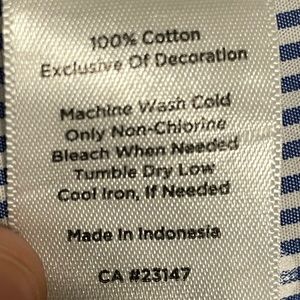 100% Cotton
Exclusive Of Decoration
Machine Wash Cold
Only Non-Chlorine
Bleach When Needed
Tumble Dry Low
Cool Iron, If Needed
Made In Indonesia
CA #23147